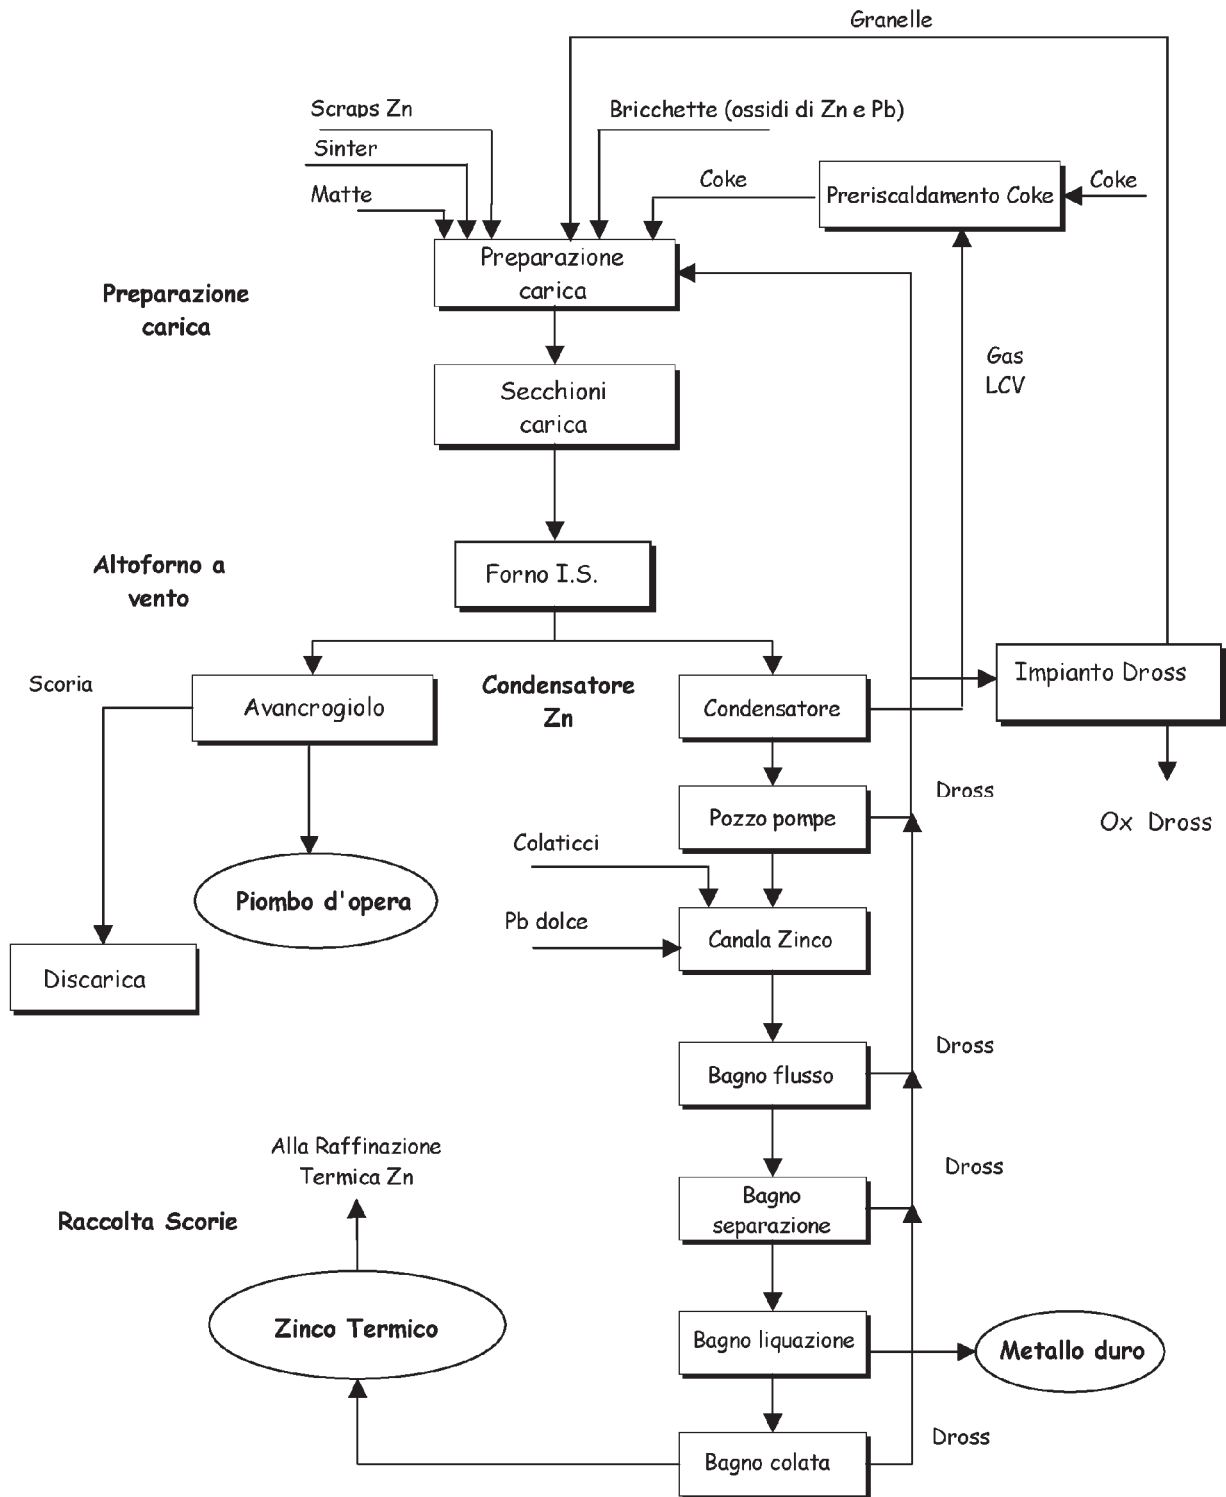 Granelle
Scraps Zn
Bricchette (ossidi di Zn e Pb)
Sinter
Matte
Coke
Preriscaldamento Coke
Coke
Preparazione
carica
Preparazione
carica
Gas
LCV
Secchioni
carica
Altoforno a
vento
Forno I.S.
Scoria
Avancrogiolo
Condensatore
Zn
Condensatore
Impianto Dross
Pozzo pompe
Dross
Ox Dross
Colaticci
Piombo d'opera
Pb dolce
Canala Zinco
Discarica
Bagno flusso
Dross
Alla Raffinazione
Termica Zn
Dross
Raccolta Scorie
Bagno
separazione
Zinco Termico
Bagno liquazione
Metallo duro
Dross
Bagno colata